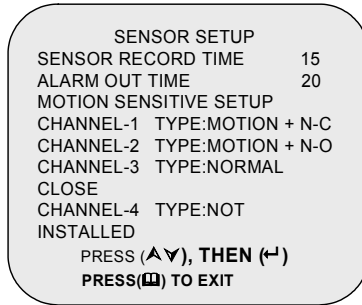 SENSOR SETUP
SENSOR RECORD TIME 15
ALARM OUT TIME 20
MOTION SENSITIVE SETUP
CHANNEL-1 TYPE:MOTION + N-C
CHANNEL-2 TYPE:MOTION + N-O
CHANNEL-3 TYPE:NORMAL
CLOSE
CHANNEL-4 TYPE:NOT
INSTALLED
PRESS (⮝⮟), THEN (↵)
PRESS(🕮) TO EXIT